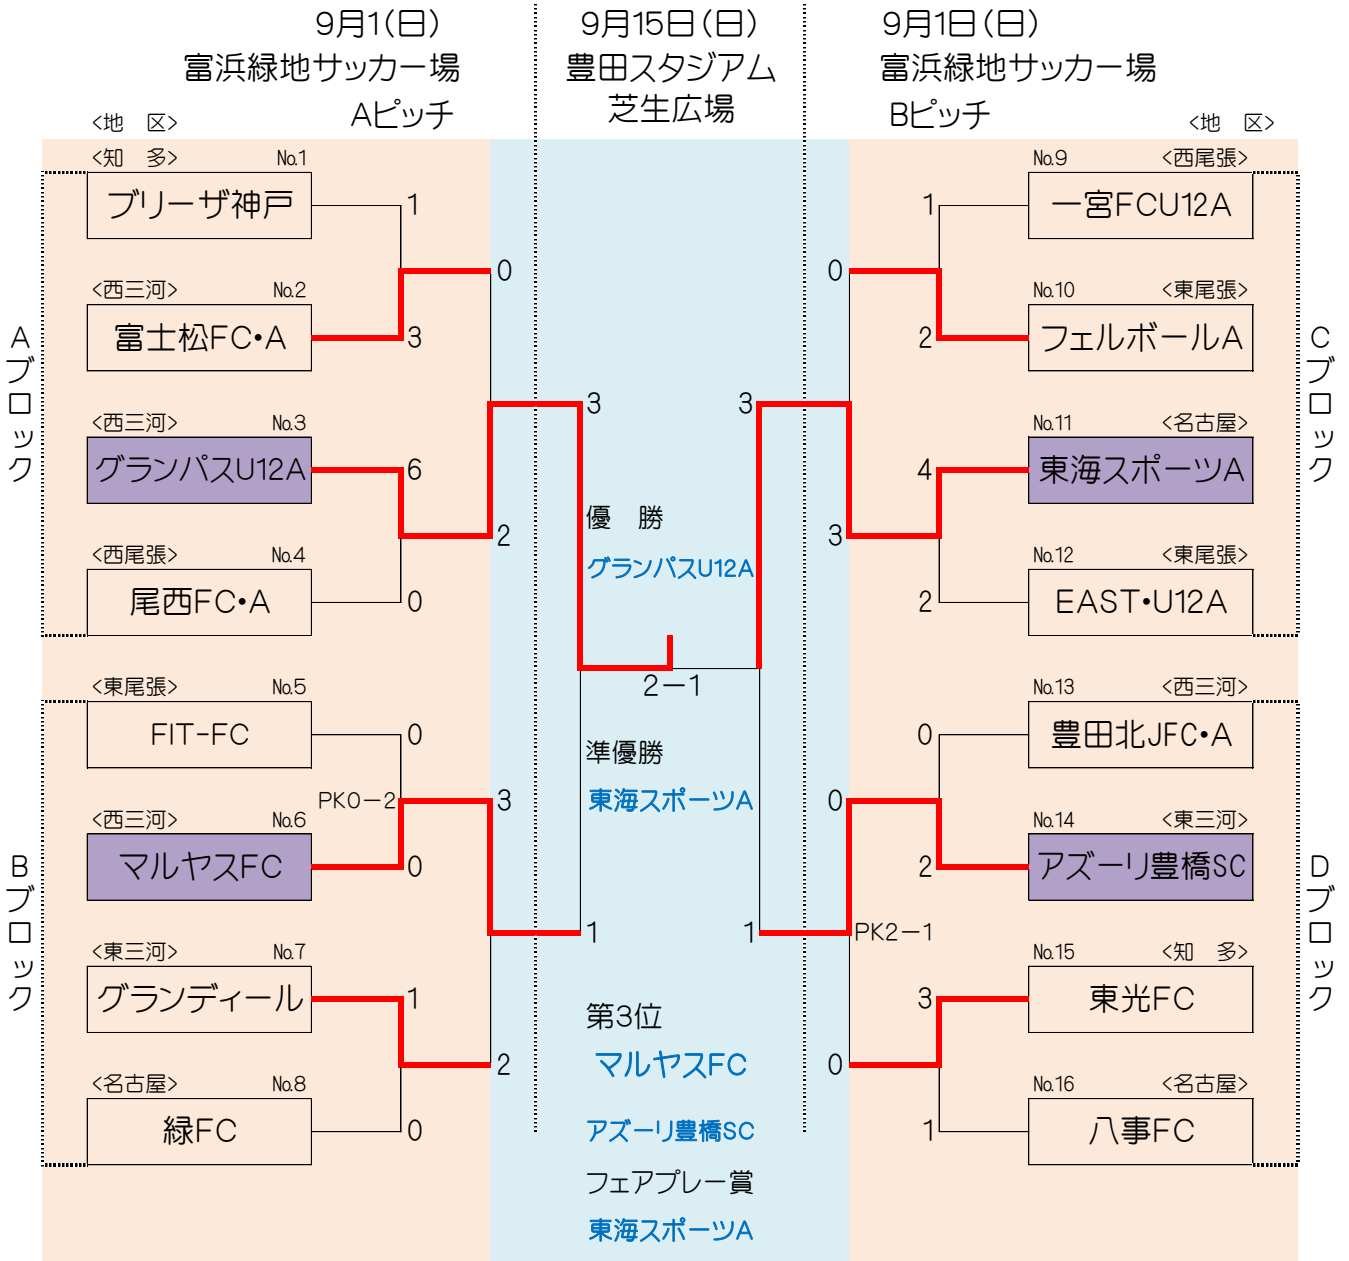 9月1(日)
富浜緑地サッカー場
Aピッチ
9月15日(日)
豊田スタジアム
芝生広場
9月1日(日)
富浜緑地サッカー場
Bピッチ
<地　区>
<地　区>
Aブロック
<知　多> No.1
ブリーザ神戸
1
<西三河> No.2
富士松FC・A
3
0
<西三河> No.3
グランパスU12A
6
<西尾張> No.4
尾西FC・A
0
2
3
Bブロック
<東尾張> No.5
FIT-FC
0
PK0－2
<西三河> No.6
マルヤスFC
0
3
<東三河> No.7
グランディール
1
<名古屋> No.8
緑FC
0
2
1
優　勝
グランパスU12A
2－1
準優勝
東海スポーツA
第3位
マルヤスFC
アズーリ豊橋SC
フェアプレー賞
東海スポーツA
Cブロック
No.9 <西尾張>
一宮FCU12A
1
No.10 <東尾張>
フェルボールA
2
0
No.11 <名古屋>
東海スポーツA
4
No.12 <東尾張>
EAST・U12A
2
3
3
Dブロック
No.13 <西三河>
豊田北JFC・A
0
No.14 <東三河>
アズーリ豊橋SC
2
0
PK2－1
No.15 <知　多>
東光FC
3
No.16 <名古屋>
八事FC
1
0
1